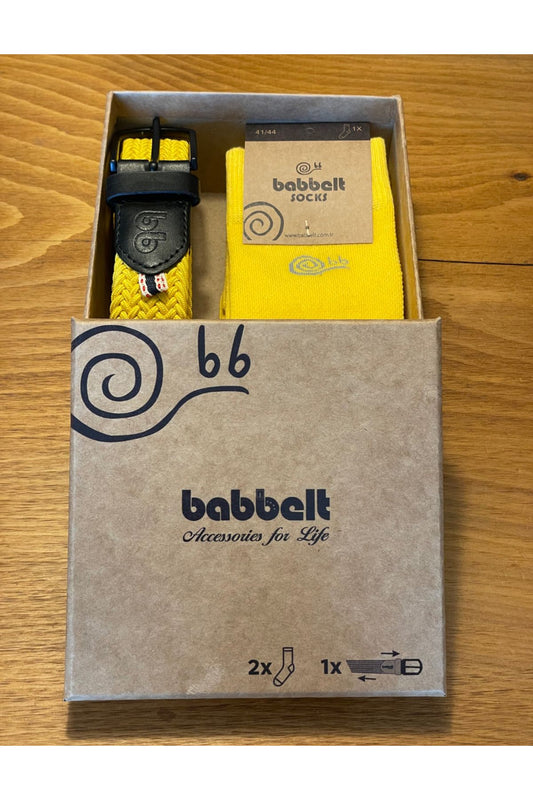 41/44 1X
bb
babbelt
SOCKS
www.babbelt.com.tr
bb
bb
bb
babbelt
Accessories for Life
2x 1x